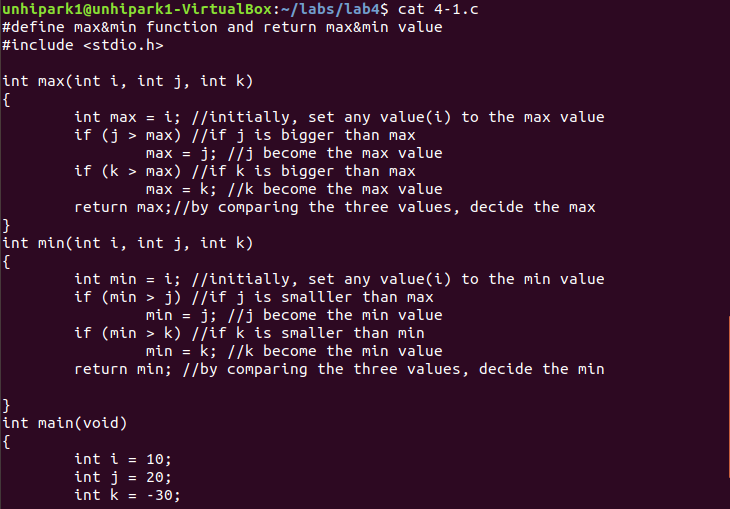 unhipark1@unhipark1-VirtualBox:~/labs/lab4$ cat 4-1.c
#define max&min function and return max&min value
#include <stdio.h>

int max(int i, int j, int k)
{
        int max = i; //initially, set any value(i) to the max value
        if (j > max) //if j is bigger than max
                max = j; //j become the max value
        if (k > max) //if k is bigger than max
                max = k; //k become the max value
        return max;//by comparing the three values, decide the max
}
int min(int i, int j, int k)
{
        int min = i; //initially, set any value(i) to the min value
        if (min > j) //if j is smalller than max
                min = j; //j become the min value
        if (min > k) //if k is smaller than min
                min = k; //k become the min value
        return min; //by comparing the three values, decide the min

}
int main(void)
{
        int i = 10;
        int j = 20;
        int k = -30;